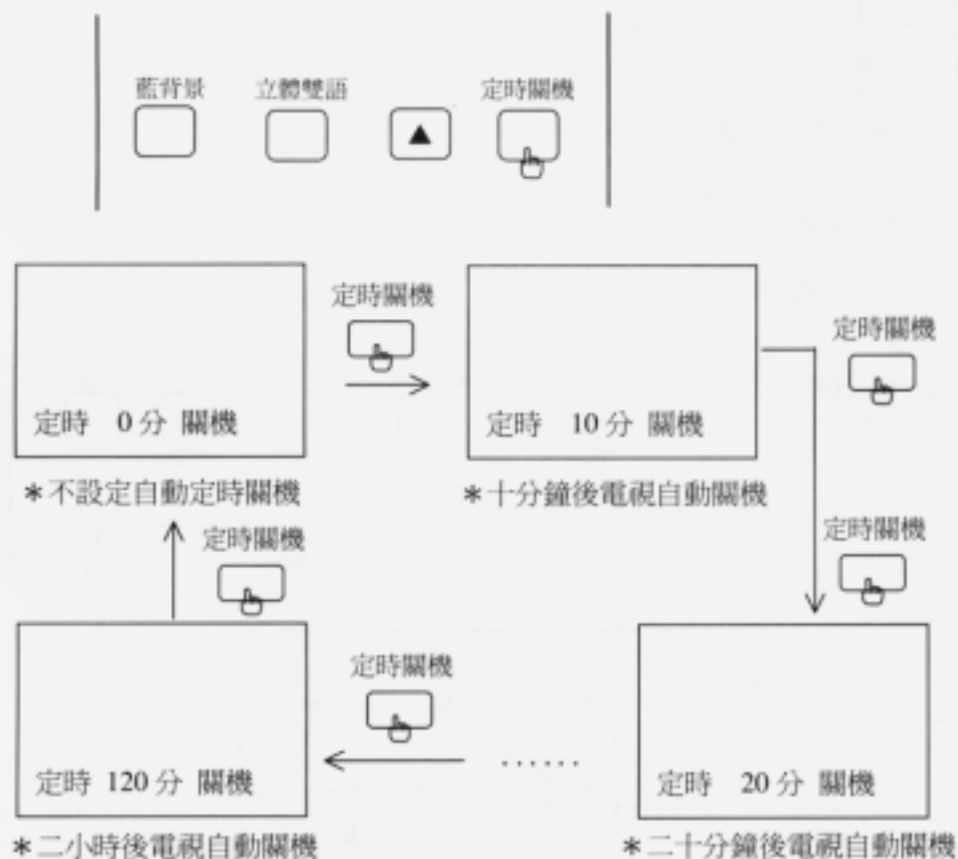 藍背景 立體雙語 ▲ 定時關機
定時關機
定時 0分 關機
*不設定自動定時關機
定時 10分 關機
*十分鐘後電視自動關機
定時關機
定時關機
定時關機
定時關機
定時 120分 關機
*二小時後電視自動關機
......
定時 20分 關機
*二十分鐘後電視自動關機